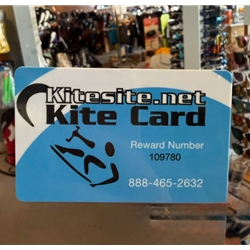 Kitesite.net
Kite Card
Reward Number
109780
888-465-2632